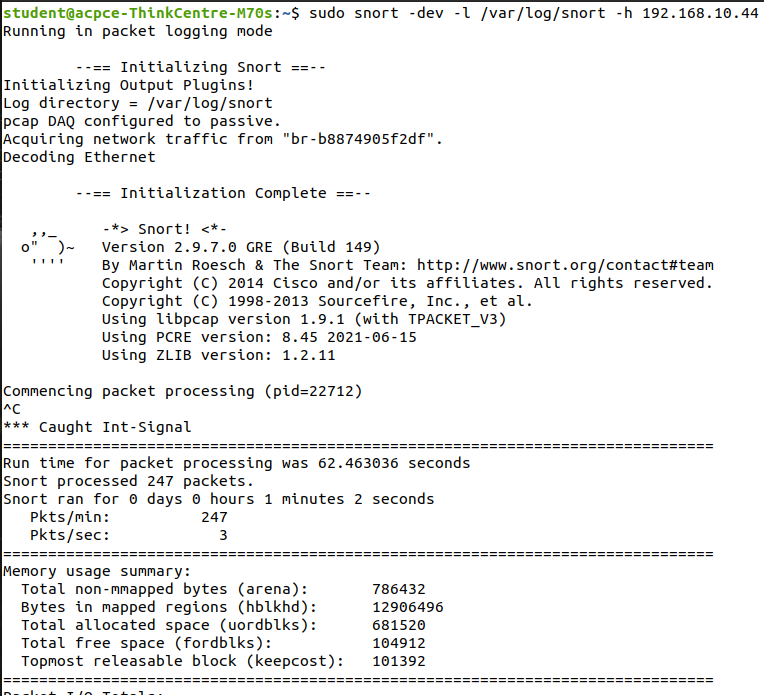 student@acpce-ThinkCentre-M70s:~$ sudo snort -dev -l /var/log/snort -h 192.168.10.44
Running in packet logging mode
--== Initializing Snort ==--
Initializing Output Plugins!
Log directory = /var/log/snort
pcap DAQ configured to passive.
Acquiring network traffic from "br-b8874905f2df".
Decoding Ethernet
--== Initialization Complete ==--
,,_ -*> Snort! <*-
o" )~ Version 2.9.7.0 GRE (Build 149)
'''' By Martin Roesch & The Snort Team: http://www.snort.org/contact#team
Copyright (C) 2014 Cisco and/or its affiliates. All rights reserved.
Copyright (C) 1998-2013 Sourcefire, Inc., et al.
Using libpcap version 1.9.1 (with TPACKET_V3)
Using PCRE version: 8.45 2021-06-15
Using ZLIB version: 1.2.11
Commencing packet processing (pid=22712)
^C
*** Caught Int-Signal
===============================================================================
Run time for packet processing was 62.463036 seconds
Snort processed 247 packets.
Snort ran for 0 days 0 hours 1 minutes 2 seconds
Pkts/min: 247
Pkts/sec: 3
===============================================================================
Memory usage summary:
Total non-mmapped bytes (arena): 786432
Bytes in mapped regions (hblkhd): 12906496
Total allocated space (uordblks): 681520
Total free space (fordblks): 104912
Topmost releasable block (keepcost): 101392
===============================================================================
Packet I/O Totals: